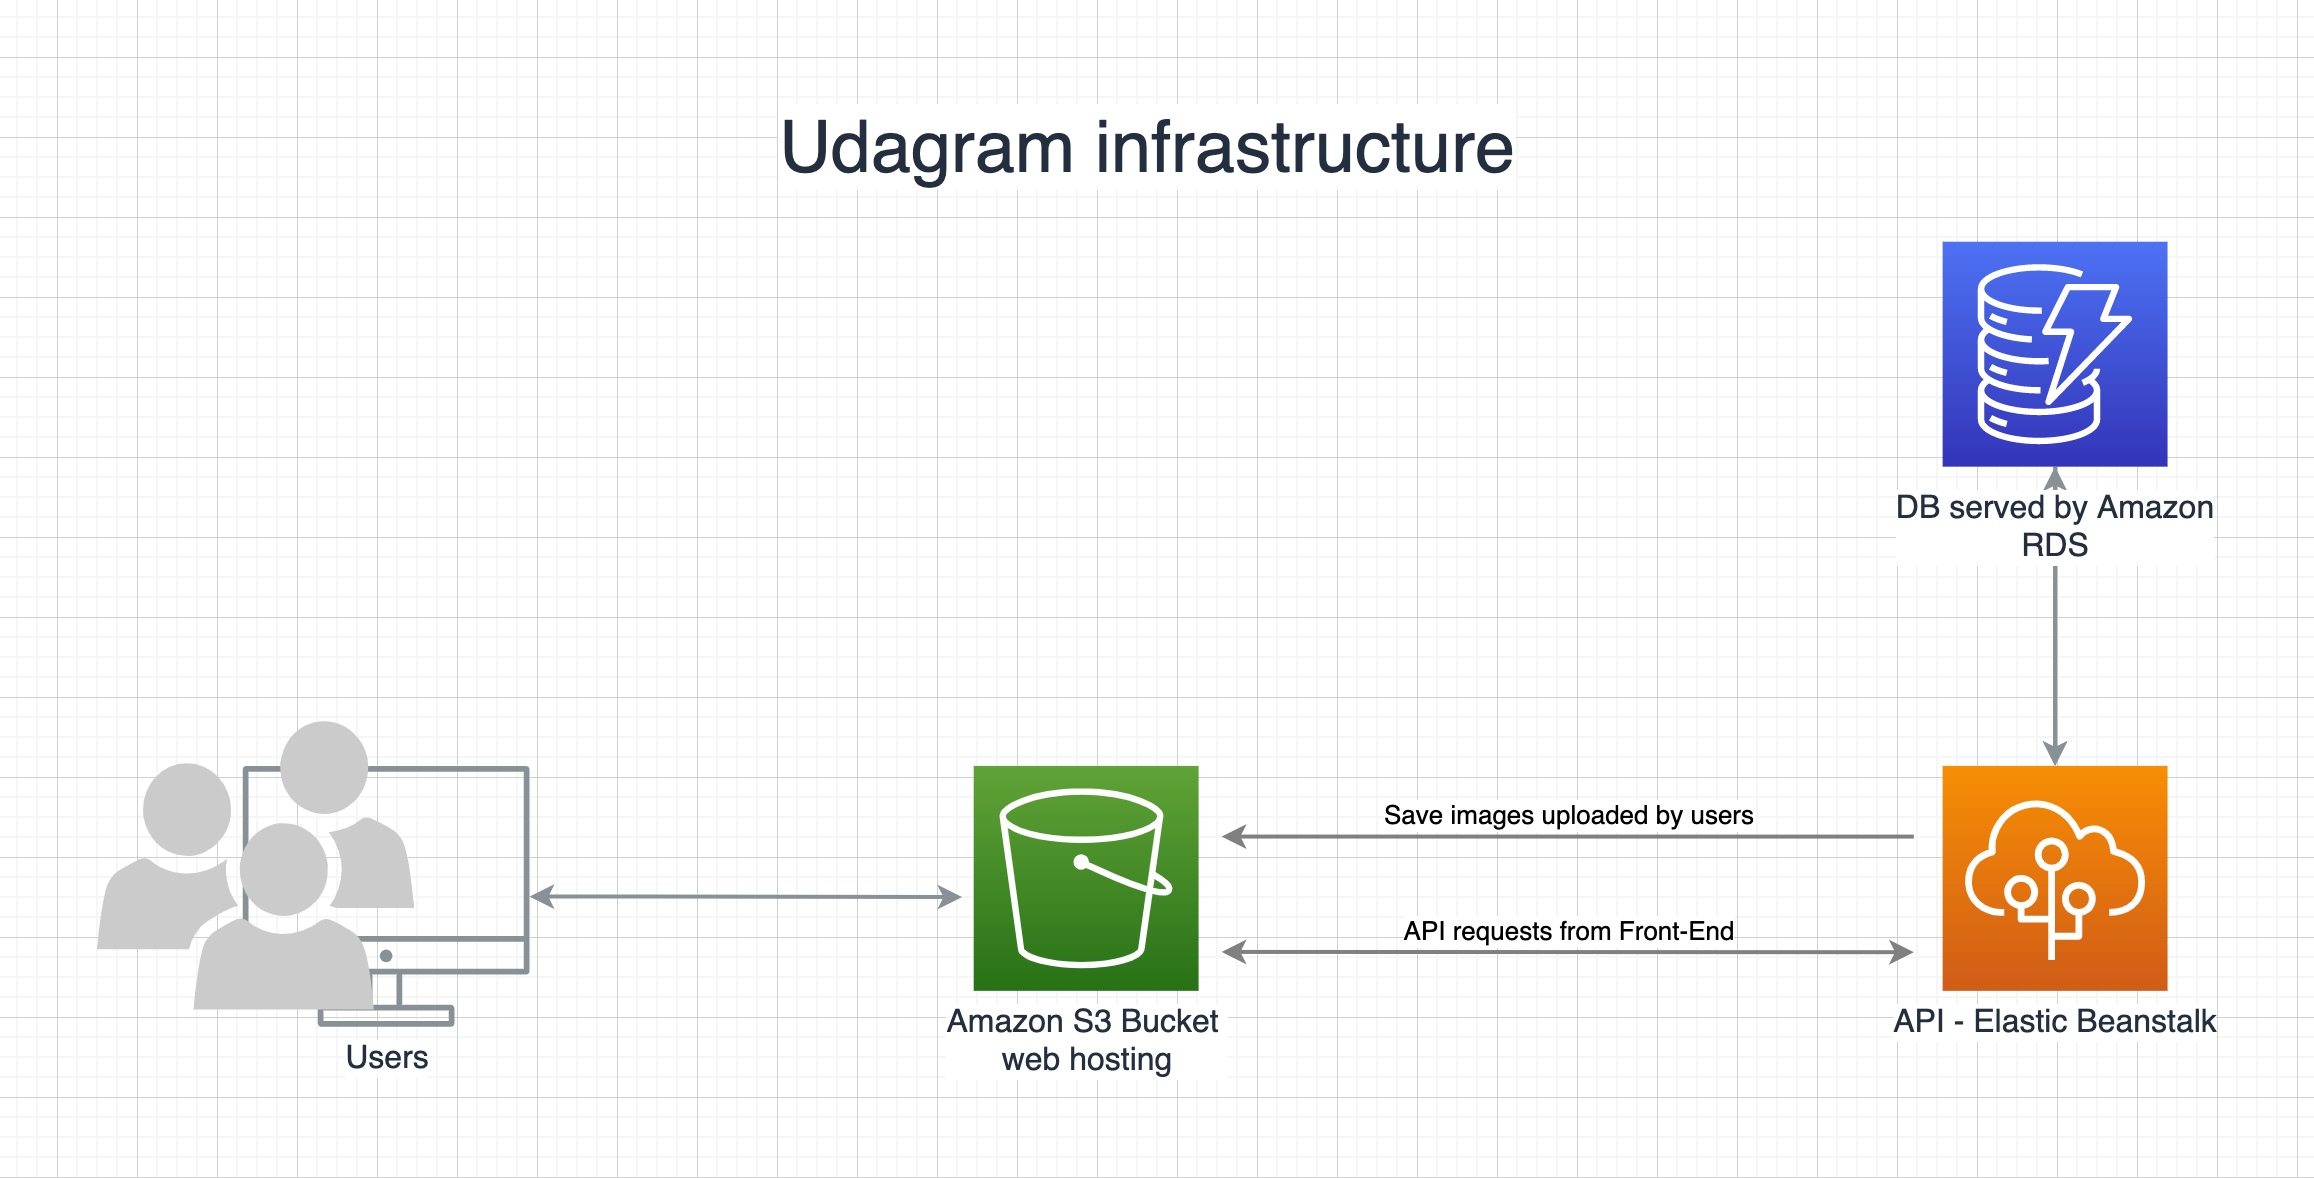 Udagram infrastructure
DB served by Amazon
RDS
Save images uploaded by users
API requests from Front-End
Amazon S3 Bucket
web hosting
API - Elastic Beanstalk
Users